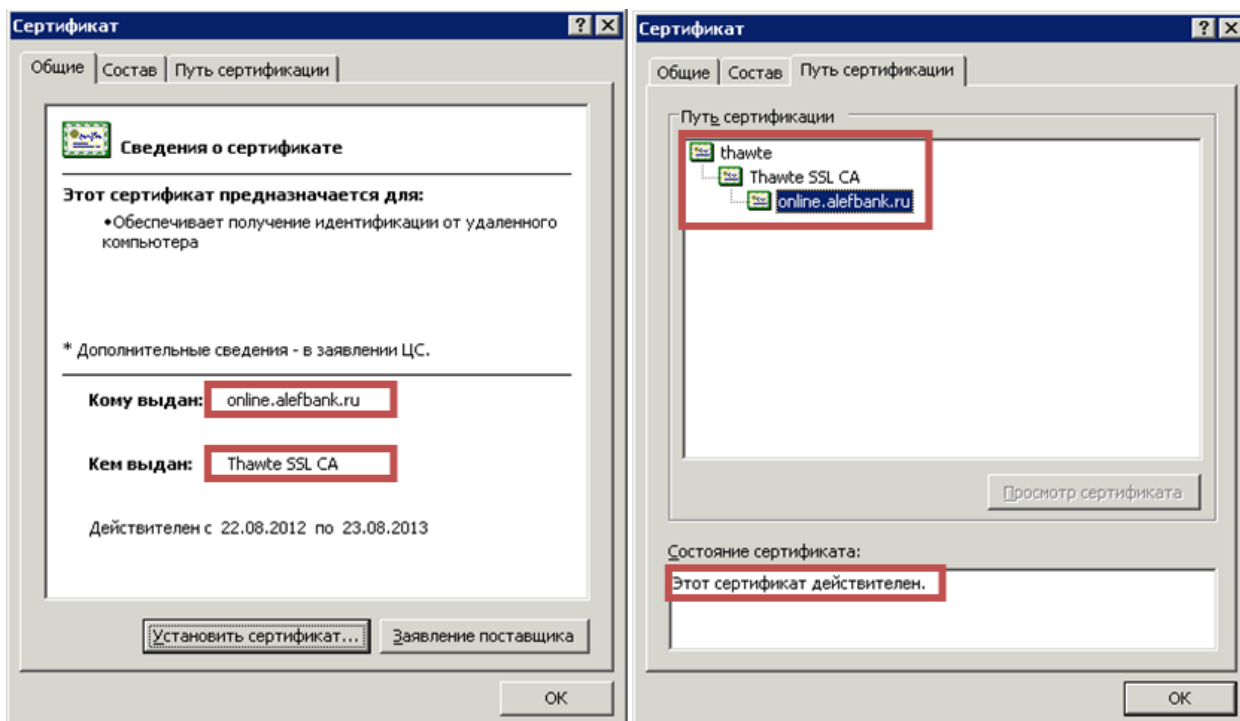 Сертификат
Общие
Состав
Путь сертификации
Сведения о сертификате
Этот сертификат предназначается для:
•Обеспечивает получение идентификации от удаленного
компьютера
* Дополнительные сведения - в заявлении ЦС.
Кому выдан: online.alefbank.ru
Кем выдан: Thawte SSL CA
Действителен с 22.08.2012 по 23.08.2013
Установить сертификат...
Заявление поставщика
OK
Сертификат
Общие
Состав
Путь сертификации
Путь сертификации
thawte
Thawte SSL CA
online.alefbank.ru
Просмотр сертификата
Состояние сертификата:
Этот сертификат действителен.
OK